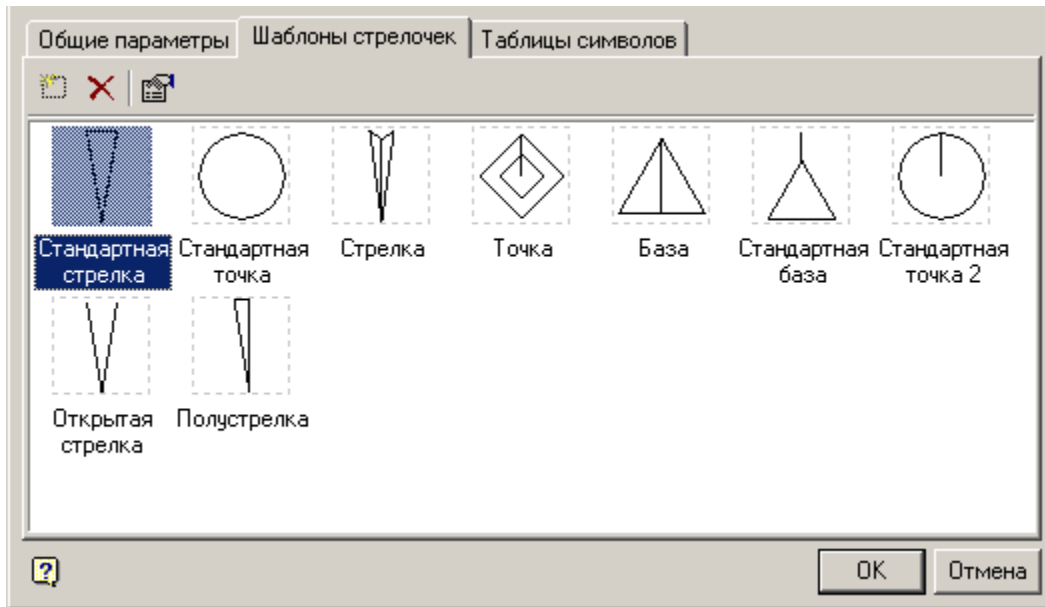 Общие параметры Шаблоны стрелочек Таблицы символов
Стандартная стрелка Стандартная точка Стрелка Точка База Стандартная база Стандартная точка 2
Открытая стрелка Полустрелка
OK Отмена